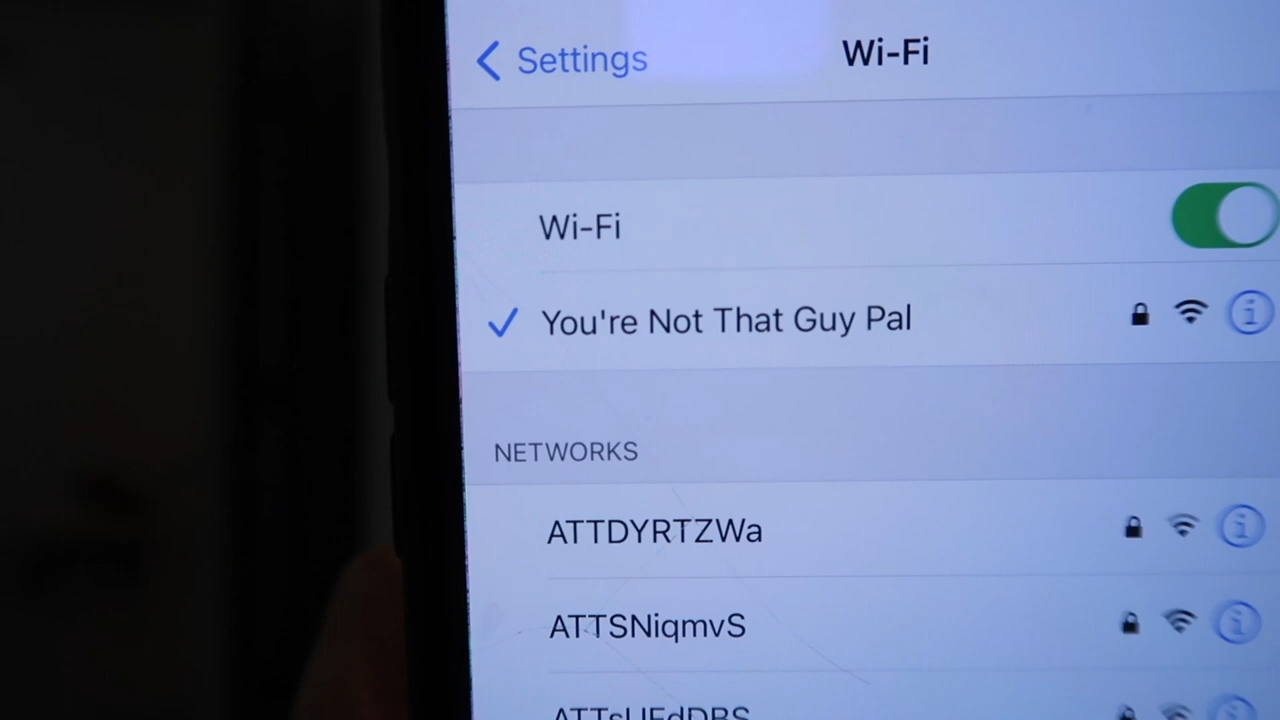 Settings
Wi-Fi
Wi-Fi
You're Not That Guy Pal
NETWORKS
ATTDYRTZWa
ATTSNiqmvS